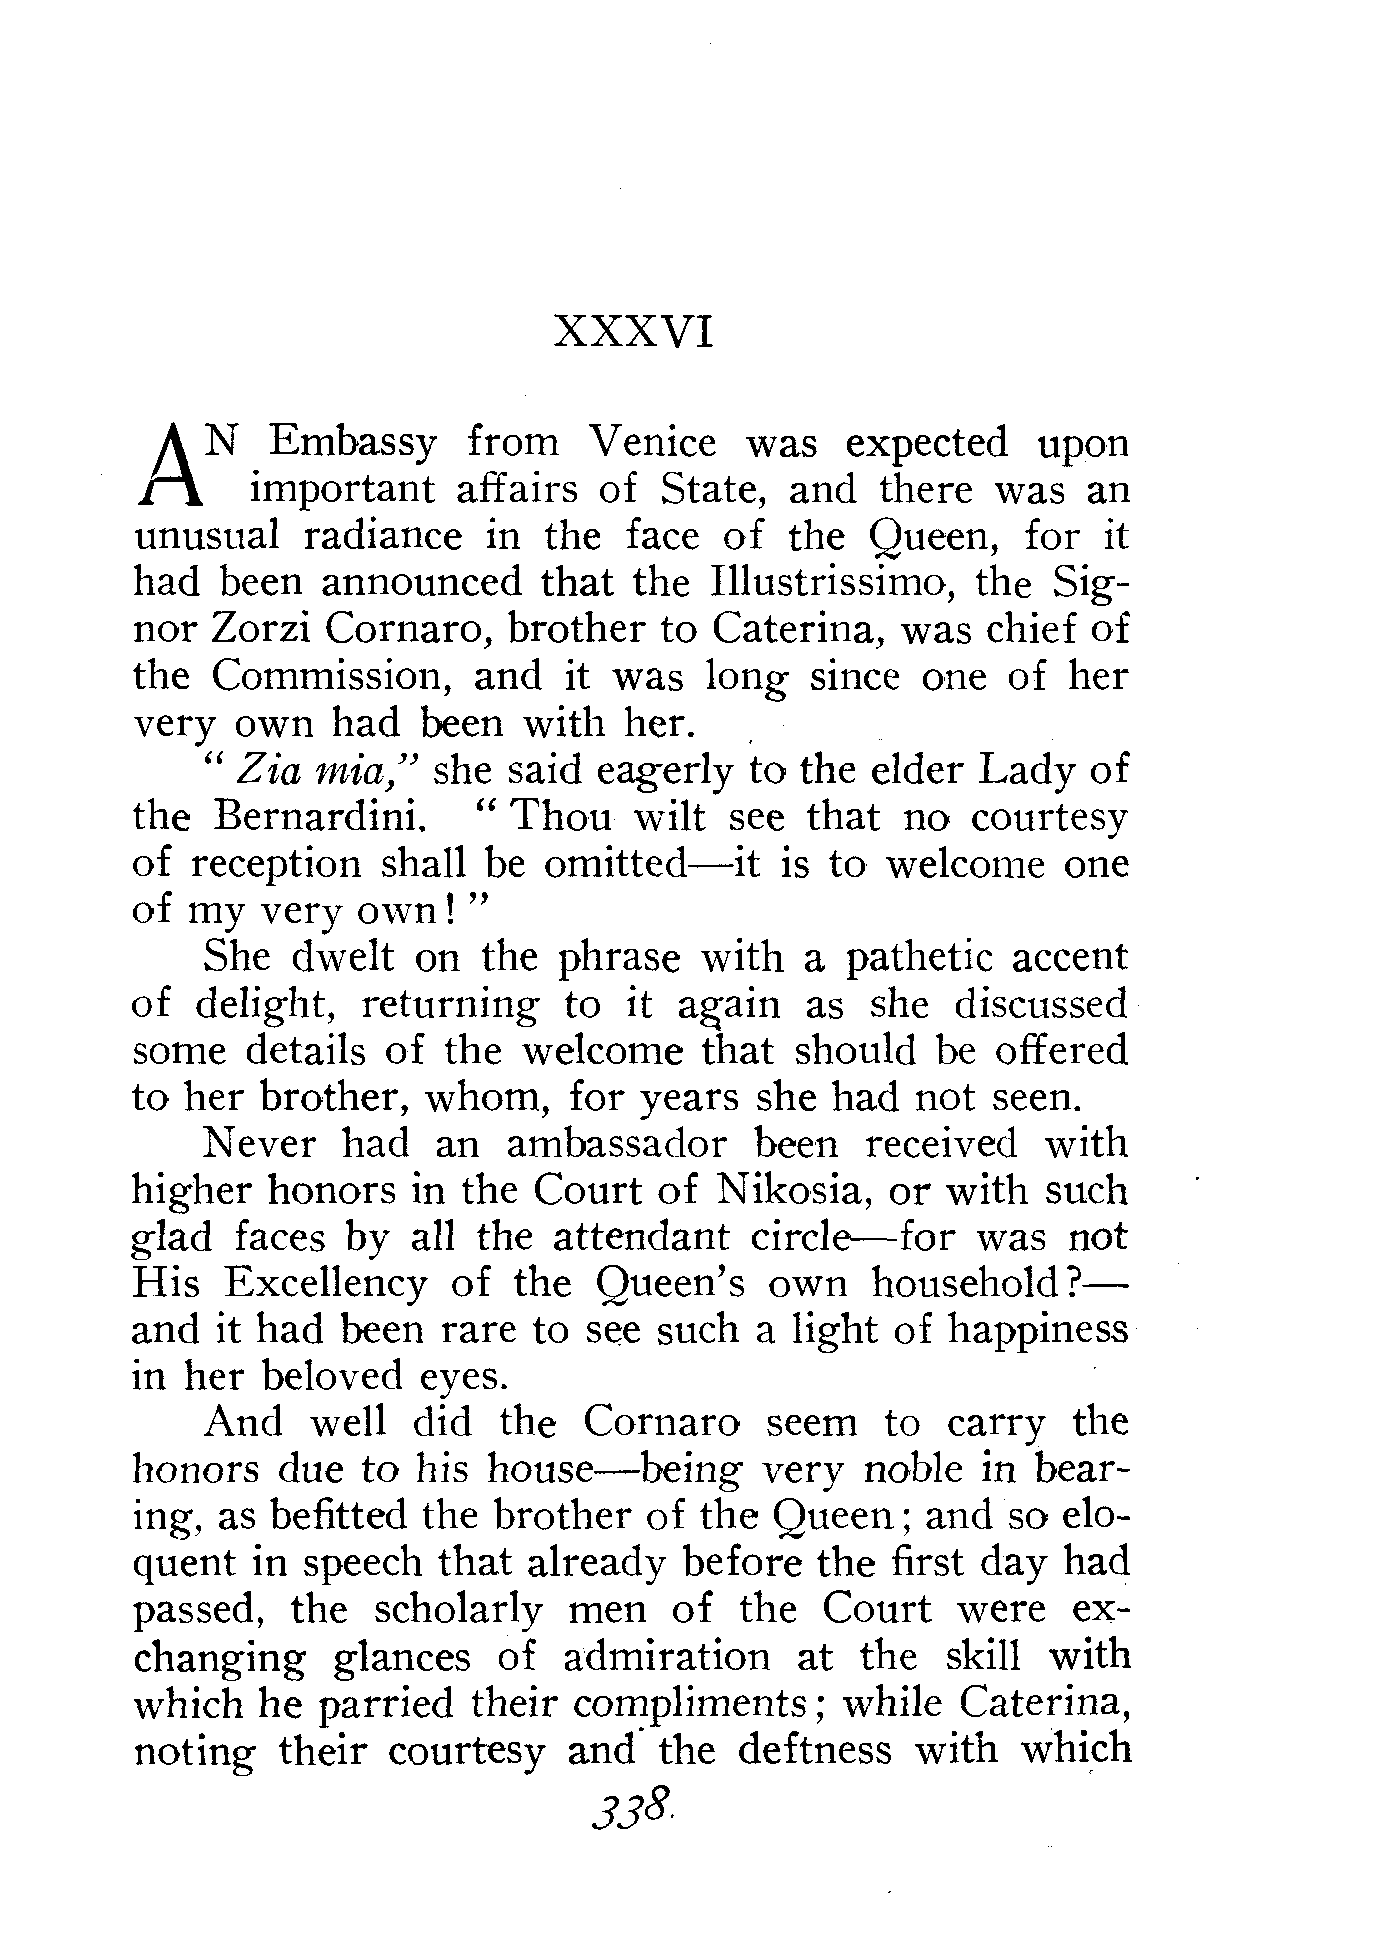 XXXVI
AN Embassy from Venice was expected upon
important affairs of State, and there was an
unusual radiance in the face of the Queen, for it
had been announced that the Illustrissimo, the Sig-
nor Zorzi Cornaro, brother to Caterina, was chief of
the Commission, and it was long since one of her
very own had been with her.
" Zia mia," she said eagerly to the elder Lady of
the Bernardini. " Thou wilt see that no courtesy
of reception shall be omitted—it is to welcome one
of my very own ! "
She dwelt on the phrase with a pathetic accent
of delight, returning to it again as she discussed
some details of the welcome that should be offered
to her brother, whom, for years she had not seen.
Never had an ambassador been received with
higher honors in the Court of Nikosia, or with such
glad faces by all the attendant circle—for was not
His Excellency of the Queen's own household ?—
and it had been rare to see such a light of happiness
in her beloved eyes.
And well did the Cornaro seem to carry the
honors due to his house—being very noble in bear-
ing, as befitted the brother of the Queen ; and so elo-
quent in speech that already before the first day had
passed, the scholarly men of the Court were ex-
changing glances of admiration at the skill with
which he parried their compliments ; while Caterina,
noting their courtesy and the deftness with which
338